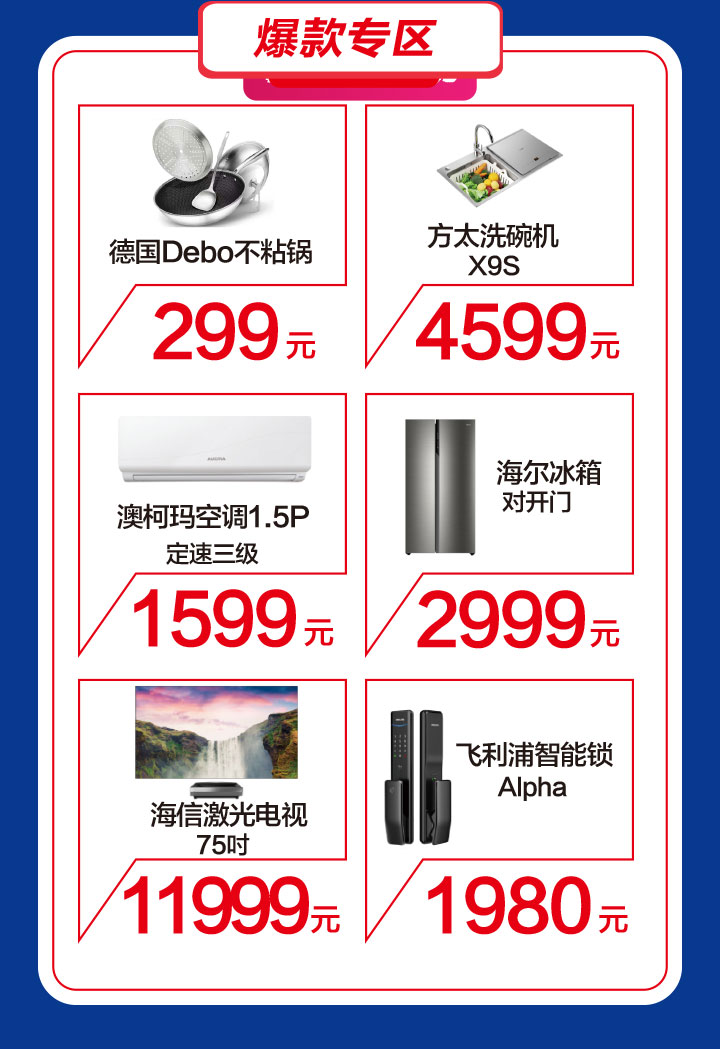 爆款专区
德国Debo不粘锅
299元
方太洗碗机
X9S
4599元
AUCMA
澳柯玛空调1.5P
定速三级
1599元
海尔冰箱
对开门
2999元
海信激光电视
75吋
11999元
飞利浦智能锁
Alpha
1980元